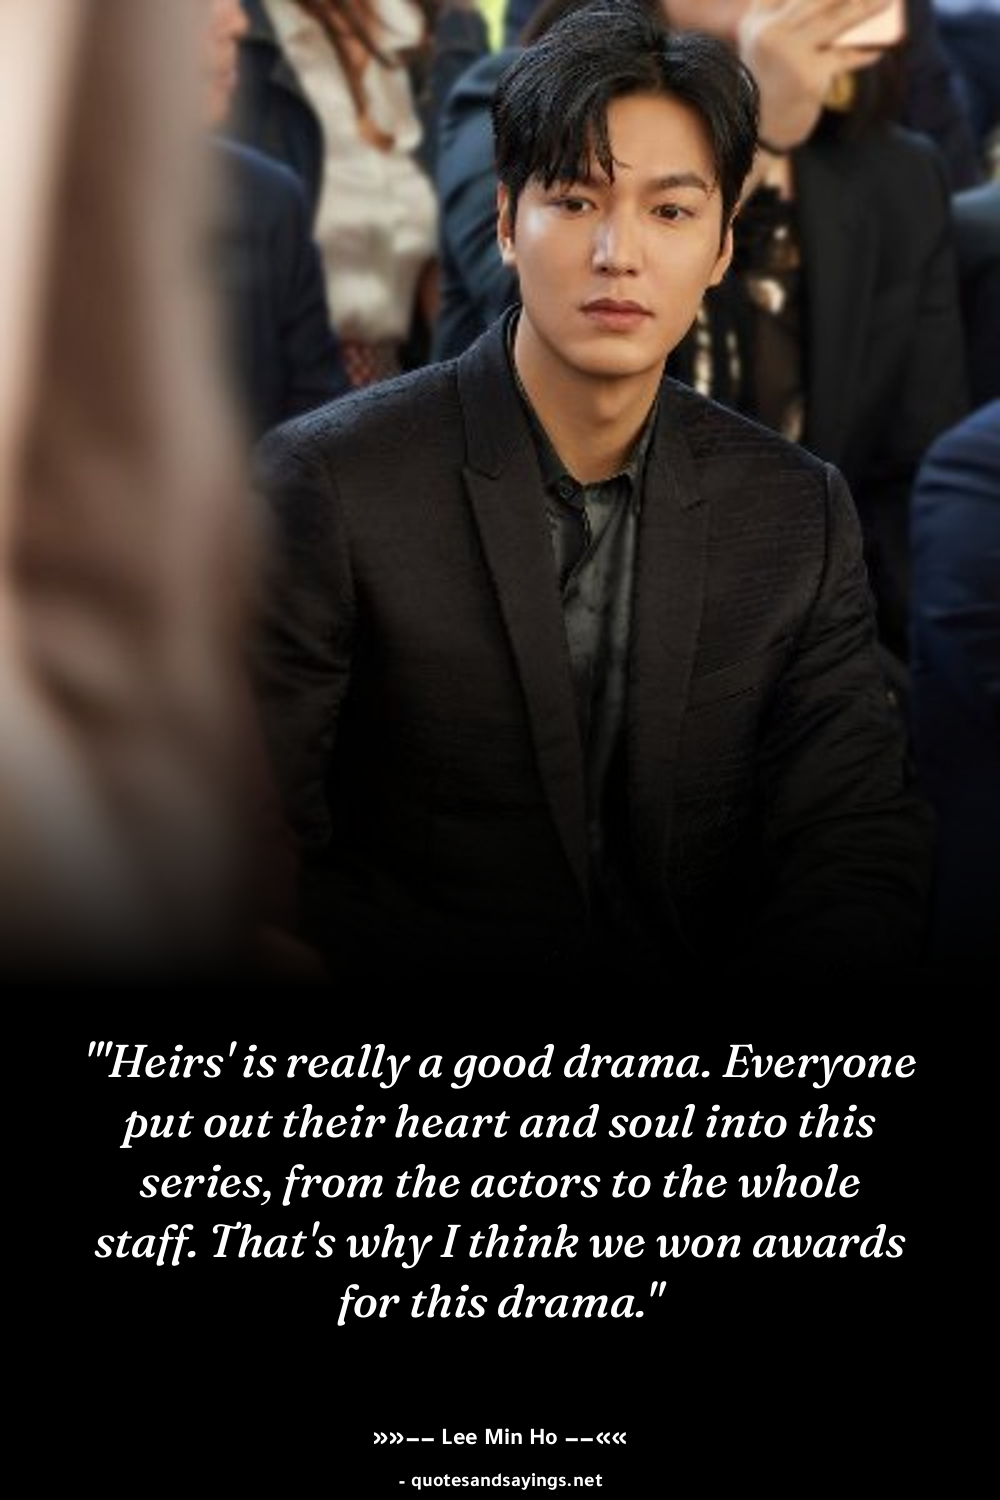 "'Heirs' is really a good drama. Everyone
put out their heart and soul into this
series, from the actors to the whole
staff. That's why I think we won awards
for this drama."
»»−− Lee Min Ho −−««
- quotesandsayings.net